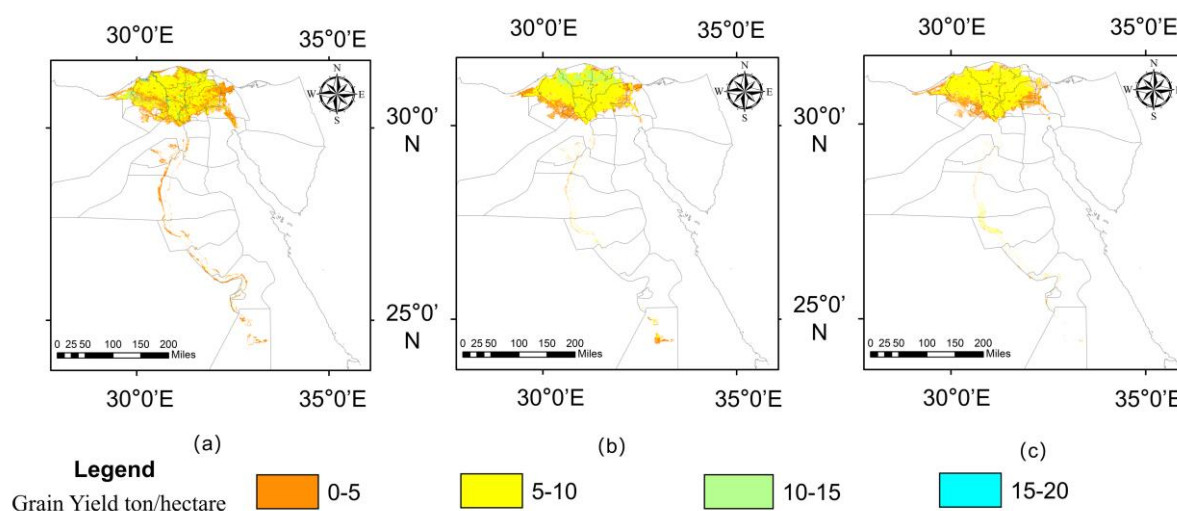 30°0'E 35°0'E 30°0'E 35°0'E 30°0'E 35°0'E
N N N
W E W E W E
S S S
30°0' 30°0'
N N
25°0' 25°0'
N N
0 25 50 100 150 200 0 25 50 100 150 200 0 25 50 100 150 200
Miles Miles Miles
30°0'E 35°0'E 30°0'E 35°0'E 30°0'E 35°0'E
(a) (b) (c)
Legend
Grain Yield ton/hectare 0-5 5-10 10-15 15-20